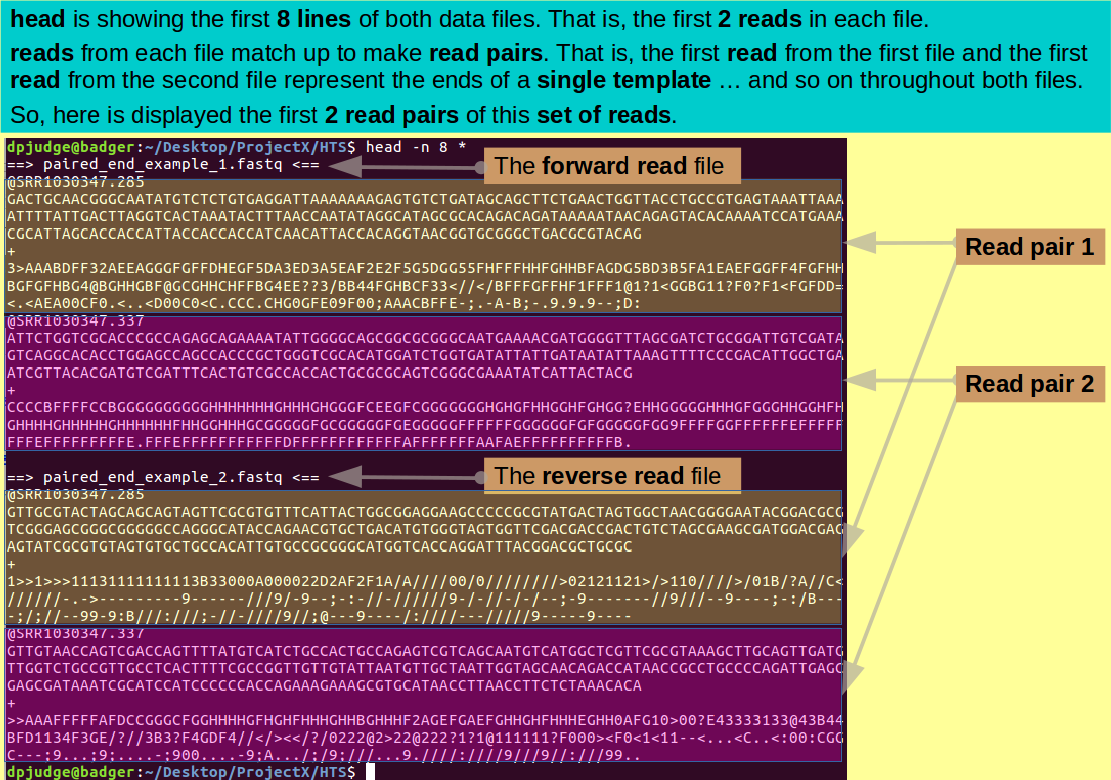 head is showing the first 8 lines of both data files. That is, the first 2 reads in each file.
reads from each file match up to make read pairs. That is, the first read from the first file and the first
read from the second file represent the ends of a single template … and so on throughout both files.
So, here is displayed the first 2 read pairs of this set of reads.
dpjudge@badger:~/Desktop/ProjectX/HTS$ head -n 8 *
==> paired_end_example_1.fastq <==
The forward read file
@SRR1030347.285
GACTGCAACGGGCAATATGTCTCTGTGAGGATTAAAAAAAGAGTGTCTGATAGCAGCTTCTGAACTGGTTACCTGCCGTGAGTAAATTAAA
ATTTTATTGACTTAGGTCACTAAATACTTTAACCAATATAGGCATAGCGCACAGACAGATAAAAATAACAGAGTACACAAAATCCATGAAA
CGCATTAGCACCACCATTACCACCACCATCAACATTACCACAGGTAACGGTGCGGGCTGACGCGTACAG
+
3>AAABDFF32AEEAGGGFGFFDHEGF5DA3ED3A5EAF2E2F5G5DGG55FHFFFHHFGHHBFAGDG5BD3B5FA1EAEFGGFF4FGFHH
BGFGFHBG4@BGHHGBF@GCGHHCHFFBG4EE??3/BB44FGHBCF33<//</BFFFGFFHF1FFF1@1?1<GGBG11?F0?F1<FGFDD=
<.<AEA00CF0.<..<D00C0<C.CCC.CHG0GFE09F00;AAACBFFE-;.-A-B;-.9.9.9--;D:
Read pair 1
@SRR1030347.337
ATTCTGGTCGCACCCGCCAGAGCAGAAAATATTGGGGCAGCGGCGCGGGCAATGAAAACGATGGGGTTTAGCGATCTGCGGATTGTCGATA
GTCAGGCACACCTGGAGCCAGCCACCCGCTGGGTCGCACATGGATCTGGTGATATTATTGATAATATTAAAGTTTTCCCGACATTGGCTGA
ATCGTTACACGATGTCGATTTCACTGTCGCCACCACTGCGCGCAGTCGGGCGAAATATCATTACTACG
+
CCCCBFFFFCCBGGGGGGGGGGHHHHHHGHHHGHGGGFCEEGFCGGGGGGHGHGFHHGGHFGHGG?EHHGGGGGHHHGFGGGHHGGHFH
GHHHHGHHHHHGHHHHHHFHHGGHHHGCGGGGGFGCGGGGGFGEGGGGGFFFFFFGGGGGGFGFGGGGGFGG9FFFFGGFFFFFFEFFFFF
FFFEFFFFFFFFFE.FFFEFFFFFFFFFFFDFFFFFFFFFFFAFFFFFFFAAFAEFFFFFFFFFFB.
Read pair 2
==> paired_end_example_2.fastq <==
The reverse read file
@SRR1030347.285
GTTGCGTACTAGCAGCAGTAGTTCGCGTGTTTCATTACTGGCGGAGGAAGCCCCCGCGTATGACTAGTGGCTAACGGGGAATACGGACGCG
TCGGGAGCGGGCGGGGCCAGGGCATACCAGAACGTGCTGACATGTGGGTAGTGGTTCGACGACCGACTGTCTAGCGAAGCGATGGACGAG
AGTATCGCGTGTAGTGTGCTGCCACATTGTGCCGCGGGCATGGTCACCAGGATTTACGGACGCTGCGC
+
1>>1>>>11131111111113B33000A0000022D2AF2F1A/A////00/0////////>02121121>/>110////>/01B/?A//C<
//////-.->---------9------///9/-9--;-:-//-//////9-/-//-/-/--;-9-------//9///--9----;-:/B---
-;/;//--99-9:B///:///;-//-////9//;@---9----/:////---/////9-----9----
@SRR1030347.337
GTTGTAACCAGTCGACCAGTTTTATGTCATCTGCCACTGCCAGAGTCGTCAGCAATGTCATGGCTCGTTCGCGTAAAGCTTGCAGTTGATG
TTGGTCTGCCGTTGCCTCACTTTTCGCCGGTTGTTGTATTAATGTTGCTAATTGGTAGCAACAGACCATAACCGCCTGCCCCAGATTGAGG
GAGCGATAAATCGCATCCATCCCCCCACCAGAAAGAAAGCGTGCATAACCTTAACCTTCTCTAAACACA
+
>>AAAFFFFFAFDCCGGGCFGGHHHHGFHGHFHHHGHHBGHHHF2AGEFGAEFGHHGHFHHHEGHH0AFG10>00?E43333133@43B44
BFD1134F3GE/?//3B3?F4GDF4//</><</?/0222@2>22@222?1?1@111111?F000><F0<1<11--<...<C..<:00:CGG
C---;9...;9;....-;900....-9;A.../;/9;///...9.////:////9///9//:///99..
dpjudge@badger:~/Desktop/ProjectX/HTS$